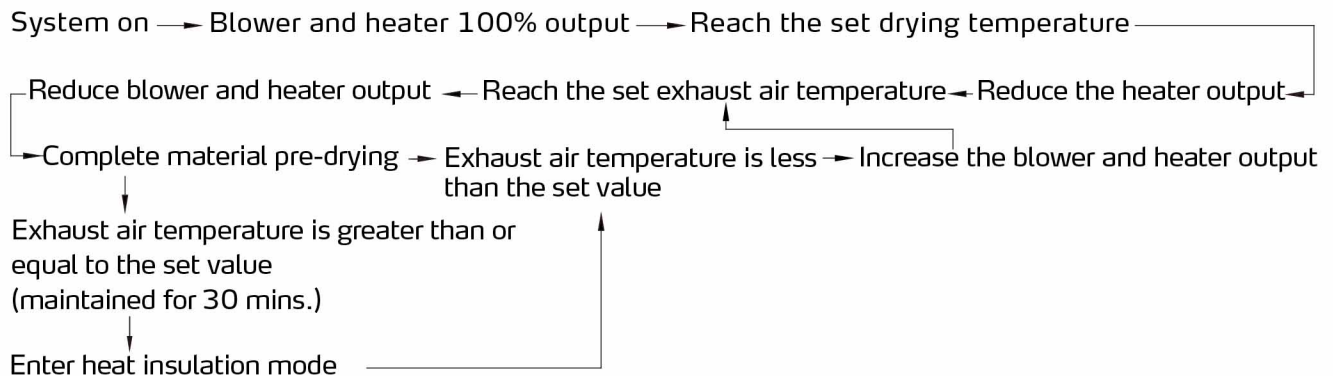 System on Blower and heater 100% output Reach the set drying temperature
Reduce blower and heater output Reach the set exhaust air temperature Reduce the heater output
Complete material pre-drying Exhaust air temperature is less than the set value Increase the blower and heater output
Exhaust air temperature is greater than or
equal to the set value
(maintained for 30 mins.)
Enter heat insulation mode